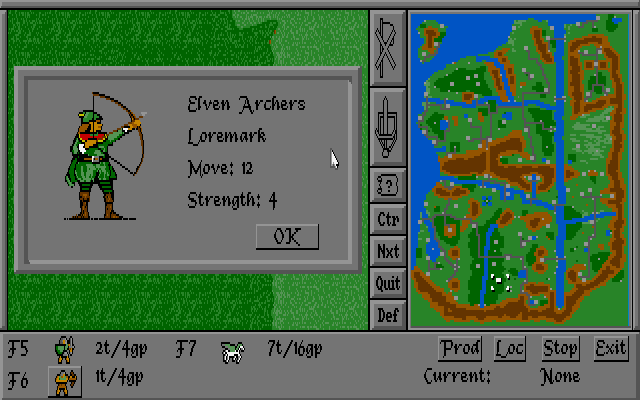 Elven Archers
Loremark
Move: 12
Strength: 4
OK
?
Ctr
Nxt
Quit
Def
F5 2t/4gp F7 7t/16gp
F6 1t/4gp
Prod Loc Stop Exit
Current: None